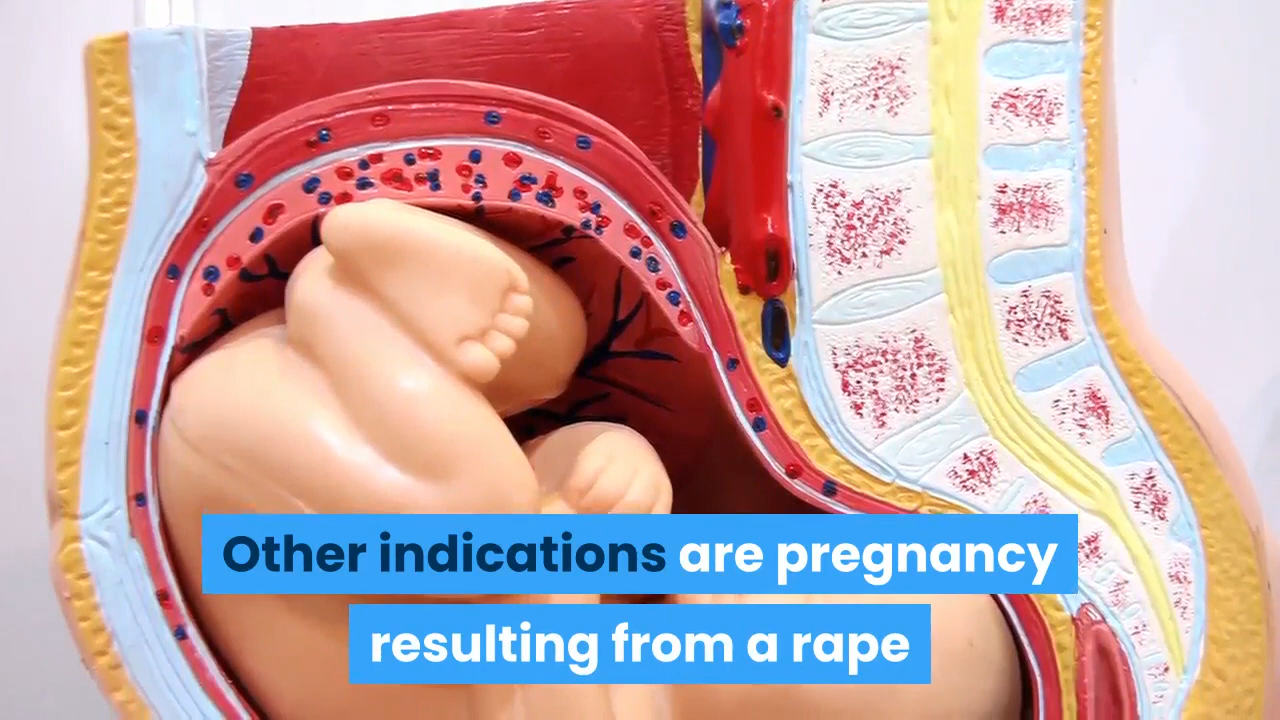 Other indications are pregnancy
resulting from a rape